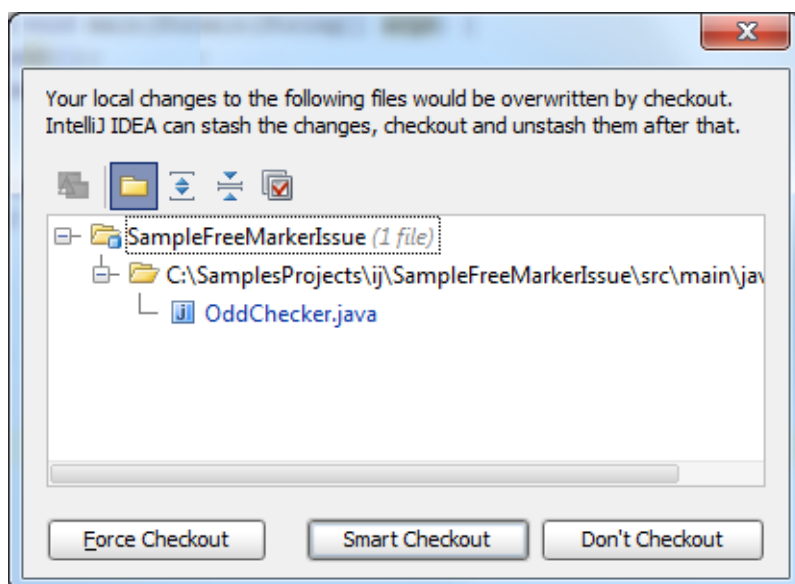 Your local changes to the following files would be overwritten by checkout.
IntelliJ IDEA can stash the changes, checkout and unstash them after that.
SampleFreeMarkerIssue (1 file)
C:\SamplesProjects\ij\SampleFreeMarkerIssue\src\main\jav
OddChecker.java
Force Checkout
Smart Checkout
Don't Checkout